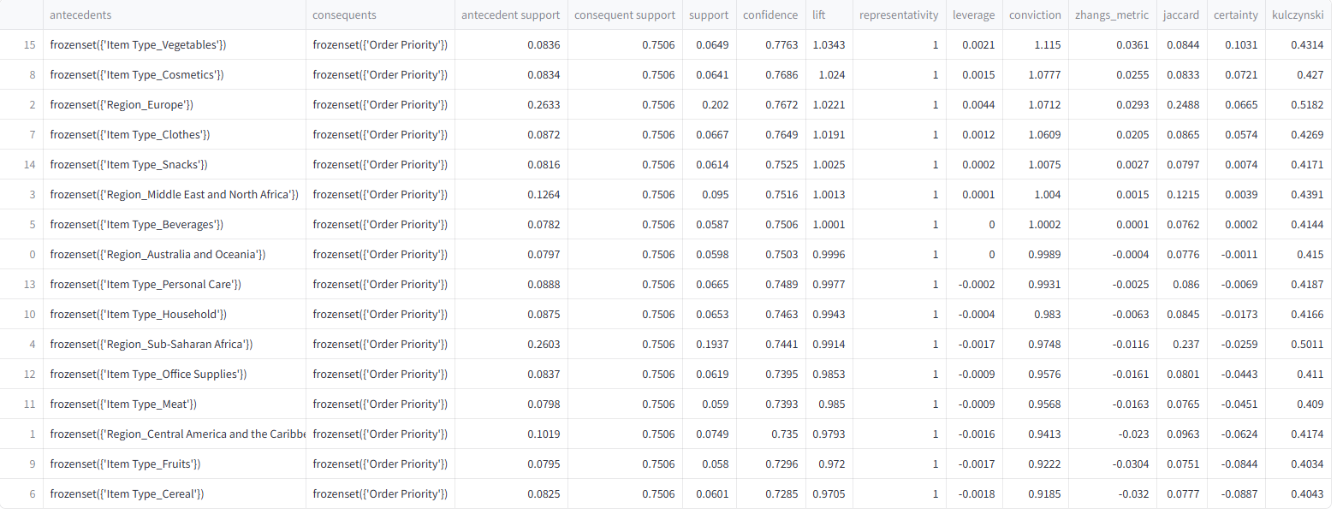 antecedents consequents antecedent support consequent support support confidence lift representativity leverage conviction zhangs_metric jaccard certainty kulczynski
15 frozenset({'Item Type_Vegetables'}) frozenset({'Order Priority'}) 0.0836 0.7506 0.0649 0.7763 1.0343 1 0.0021 1.115 0.0361 0.0844 0.1031 0.4314
8 frozenset({'Item Type_Cosmetics'}) frozenset({'Order Priority'}) 0.0834 0.7506 0.0641 0.7686 1.024 1 0.0015 1.0777 0.0255 0.0833 0.0721 0.427
2 frozenset({'Region_Europe'}) frozenset({'Order Priority'}) 0.2633 0.7506 0.202 0.7672 1.0221 1 0.0044 1.0712 0.0293 0.2488 0.0665 0.5182
7 frozenset({'Item Type_Clothes'}) frozenset({'Order Priority'}) 0.0872 0.7506 0.0667 0.7649 1.0191 1 0.0012 1.0609 0.0205 0.0865 0.0574 0.4269
14 frozenset({'Item Type_Snacks'}) frozenset({'Order Priority'}) 0.0816 0.7506 0.0614 0.7525 1.0025 1 0.0002 1.0075 0.0027 0.0797 0.0074 0.4171
3 frozenset({'Region_Middle East and North Africa'}) frozenset({'Order Priority'}) 0.1264 0.7506 0.095 0.7516 1.0013 1 0.0001 1.004 0.0015 0.1215 0.0039 0.4391
5 frozenset({'Item Type_Beverages'}) frozenset({'Order Priority'}) 0.0782 0.7506 0.0587 0.7506 1.0001 1 0 1.0002 0.0001 0.0762 0.0002 0.4144
0 frozenset({'Region_Australia and Oceania'}) frozenset({'Order Priority'}) 0.0797 0.7506 0.0598 0.7503 0.9996 1 0 0.9989 -0.0004 0.0776 -0.0011 0.415
13 frozenset({'Item Type_Personal Care'}) frozenset({'Order Priority'}) 0.0888 0.7506 0.0665 0.7489 0.9977 1 -0.0002 0.9931 -0.0025 0.086 -0.0069 0.4187
10 frozenset({'Item Type_Household'}) frozenset({'Order Priority'}) 0.0875 0.7506 0.0653 0.7463 0.9943 1 -0.0004 0.983 -0.0063 0.0845 -0.0173 0.4166
4 frozenset({'Region_Sub-Saharan Africa'}) frozenset({'Order Priority'}) 0.2603 0.7506 0.1937 0.7441 0.9914 1 -0.0017 0.9748 -0.0116 0.237 -0.0259 0.5011
12 frozenset({'Item Type_Office Supplies'}) frozenset({'Order Priority'}) 0.0837 0.7506 0.0619 0.7395 0.9853 1 -0.0009 0.9576 -0.0161 0.0801 -0.0443 0.411
11 frozenset({'Item Type_Meat'}) frozenset({'Order Priority'}) 0.0798 0.7506 0.059 0.7393 0.985 1 -0.0009 0.9568 -0.0163 0.0765 -0.0451 0.409
1 frozenset({'Region_Central America and the Caribbe frozenset({'Order Priority'}) 0.1019 0.7506 0.0749 0.735 0.9793 1 -0.0016 0.9413 -0.023 0.0963 -0.0624 0.4174
9 frozenset({'Item Type_Fruits'}) frozenset({'Order Priority'}) 0.0795 0.7506 0.058 0.7296 0.972 1 -0.0017 0.9222 -0.0304 0.0751 -0.0844 0.4034
6 frozenset({'Item Type_Cereal'}) frozenset({'Order Priority'}) 0.0825 0.7506 0.0601 0.7285 0.9705 1 -0.0018 0.9185 -0.032 0.0777 -0.0887 0.4043